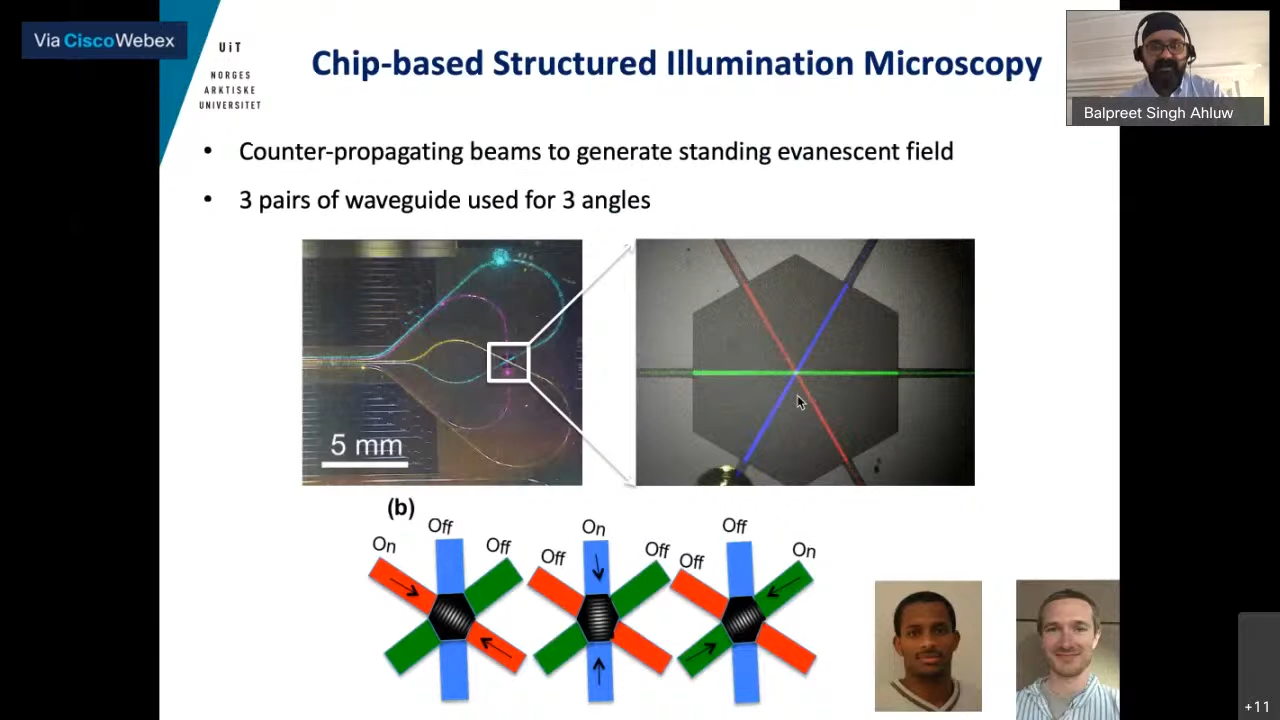 Via CiscoWebex
UiT
NORGES
ARKTISKE
UNIVERSITET
Chip-based Structured Illumination Microscopy
Balpreet Singh Ahluw
• Counter-propagating beams to generate standing evanescent field
• 3 pairs of waveguide used for 3 angles
5 mm
(b)
On
Off
Off
Off
On
Off
Off
Off
On
+11